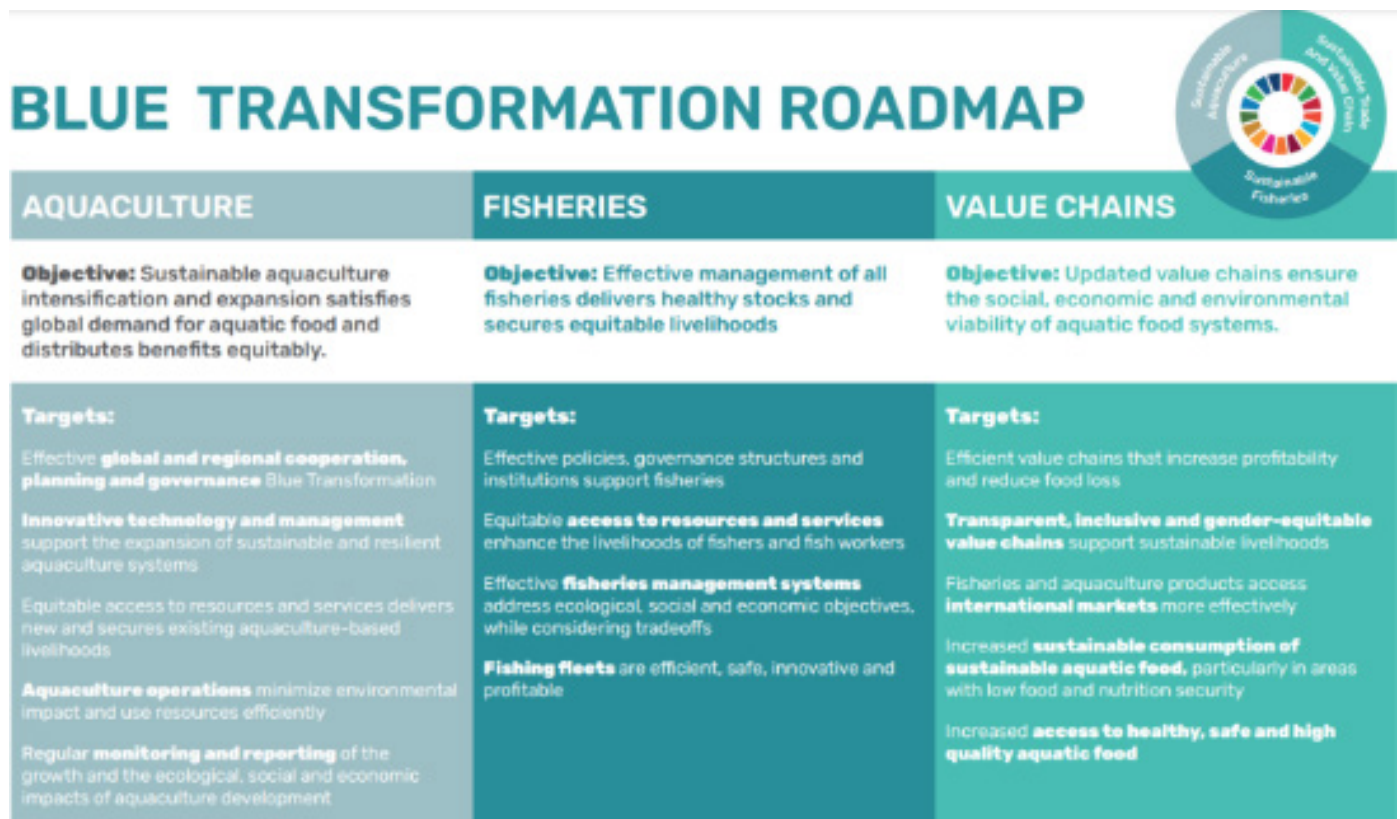 Sustainable
Aquaculture
Sustainable Trade
And Value Chain
Sustainable
Fisheries
BLUE TRANSFORMATION ROADMAP
AQUACULTURE
Objective: Sustainable aquaculture
intensification and expansion satisfies
global demand for aquatic food and
distributes benefits equitably.
Targets:
Effective global and regional cooperation,
planning and governance Blue Transformation
Innovative technology and management
support the expansion of sustainable and resilient
aquaculture systems
Equitable access to resources and services delivers
new and secures existing aquaculture-based
livelihoods
Aquaculture operations minimize environmental
impact and use resources efficiently
Regular monitoring and reporting of the
growth and the ecological, social and economic
impacts of aquaculture development
FISHERIES
Objective: Effective management of all
fisheries delivers healthy stocks and
secures equitable livelihoods
Targets:
Effective policies, governance structures and
institutions support fisheries
Equitable access to resources and services
enhance the livelihoods of fishers and fish workers
Effective fisheries management systems
address ecological, social and economic objectives,
while considering tradeoffs
Fishing fleets are efficient, safe, innovative and
profitable
VALUE CHAINS
Objective: Updated value chains ensure
the social, economic and environmental
viability of aquatic food systems.
Targets:
Efficient value chains that increase profitability
and reduce food loss
Transparent, inclusive and gender-equitable
value chains support sustainable livelihoods
Fisheries and aquaculture products access
international markets more effectively
Increased sustainable consumption of
sustainable aquatic food, particularly in areas
with low food and nutrition security
Increased access to healthy, safe and high
quality aquatic food